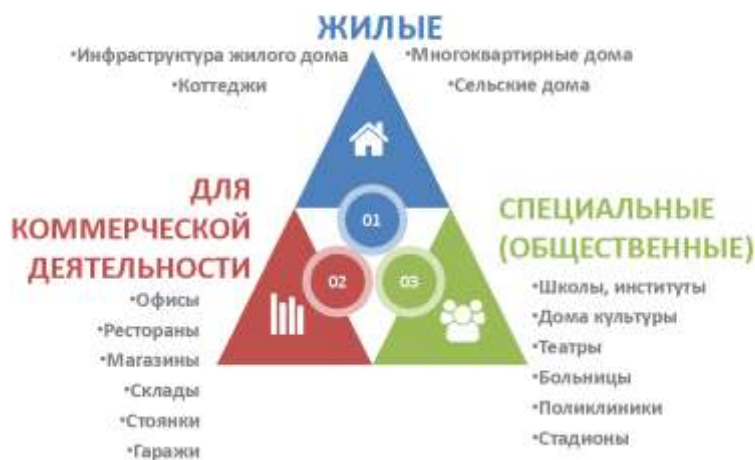 ЖИЛЫЕ
•Инфраструктура жилого дома
•Коттеджи
•Многоквартирные дома
•Сельские дома
01
ДЛЯ
КОММЕРЧЕСКОЙ
ДЕЯТЕЛЬНОСТИ
•Офисы
•Рестораны
•Магазины
•Склады
•Стоянки
•Гаражи
02
03
СПЕЦИАЛЬНЫЕ
(ОБЩЕСТВЕННЫЕ)
•Школы, институты
•Дома культуры
•Театры
•Больницы
•Поликлиники
•Стадионы